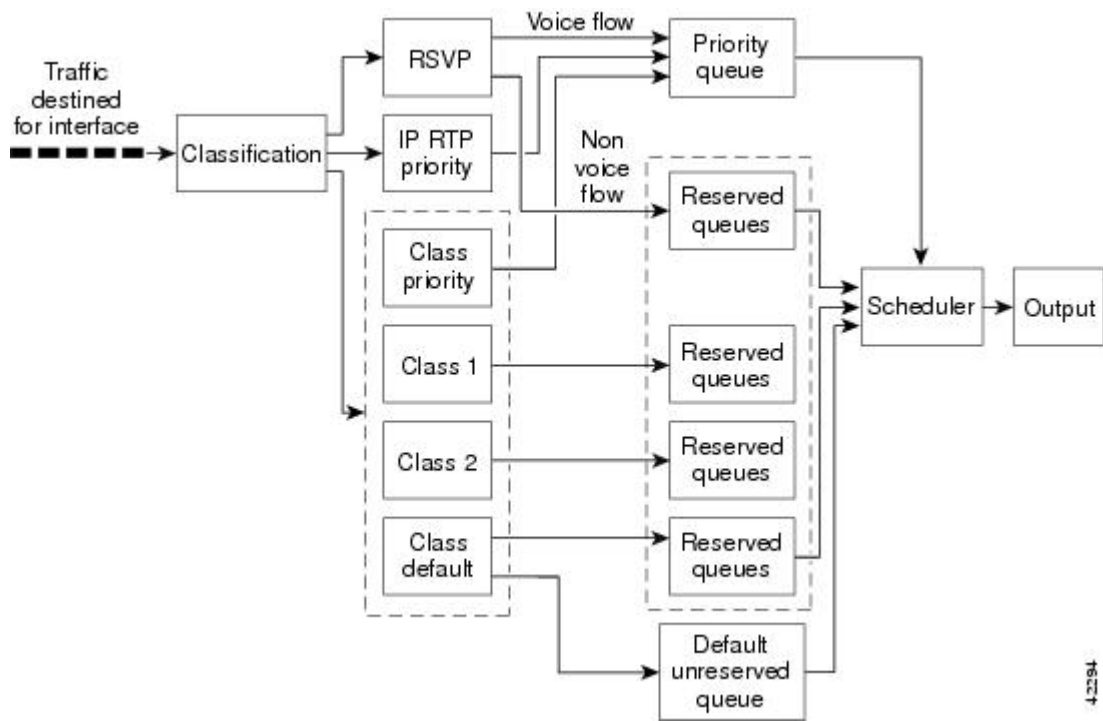 Traffic
destined
for interface
Classification
RSVP
Voice flow
Priority
queue
IP RTP
priority
Non
voice
flow
Reserved
queues
Class
priority
Scheduler
Output
Class 1
Reserved
queues
Class 2
Reserved
queues
Class
default
Reserved
queues
Default
unreserved
queue
42294